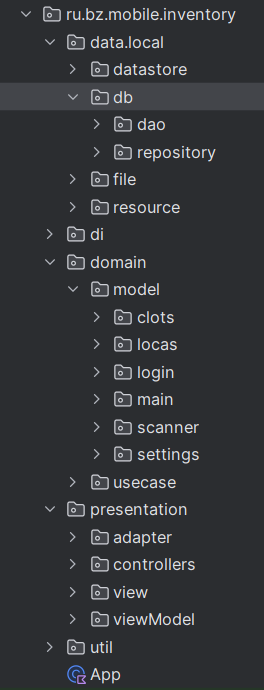 ru.bz.mobile.inventory
data.local
datastore
db
dao
repository
file
resource
di
domain
model
clots
locas
login
main
scanner
settings
usecase
presentation
adapter
controllers
view
viewModel
util
App